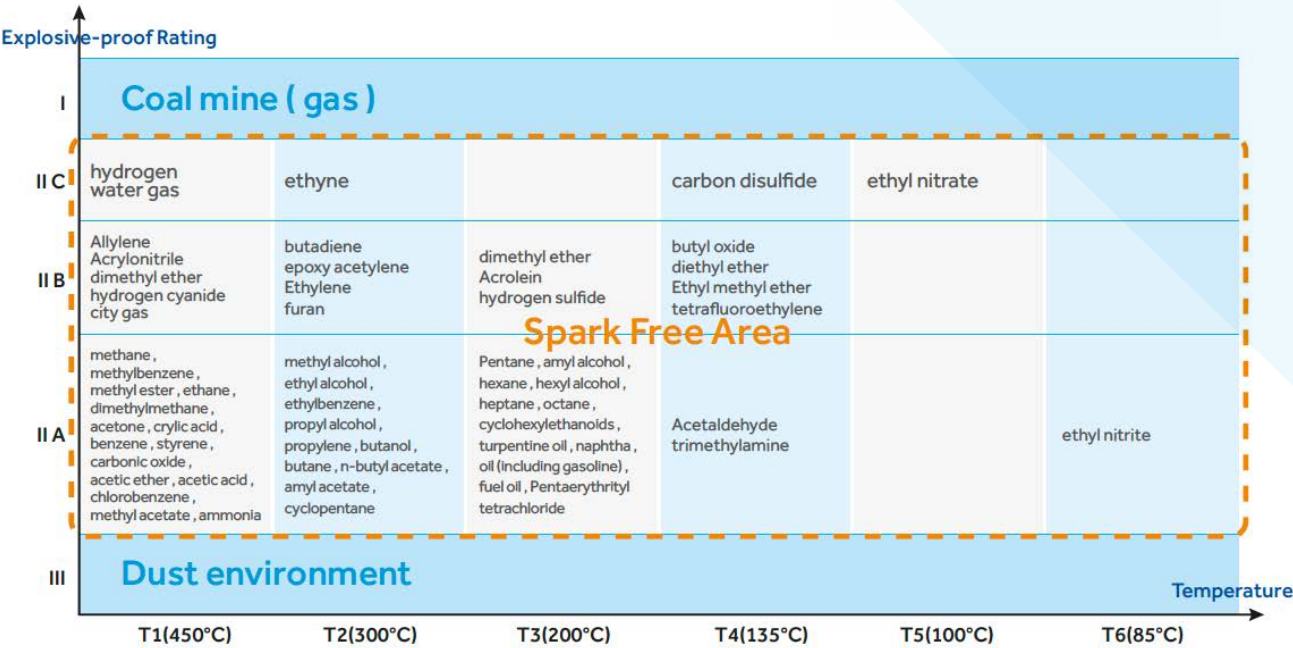 Explosive-proof Rating
I
Coal mine ( gas )
II C
hydrogen
water gas
ethyne
carbon disulfide
ethyl nitrate
II B
Allylene
Acrylonitrile
dimethyl ether
hydrogen cyanide
city gas
butadiene
epoxy acetylene
Ethylene
furan
dimethyl ether
Acrolein
hydrogen sulfide
butyl oxide
diethyl ether
Ethyl methyl ether
tetrafluoroethylene
Spark Free Area
II A
methane ,
methylbenzene ,
methyl ester , ethane ,
dimethylmethane ,
acetone , crylic acid ,
benzene , styrene ,
carbonic oxide ,
acetic ether , acetic acid ,
chlorobenzene ,
methyl acetate , ammonia
methyl alcohol ,
ethyl alcohol ,
ethylbenzene ,
propyl alcohol ,
propylene , butanol ,
butane , n-butyl acetate ,
amyl acetate ,
cyclopentane
Pentane , amyl alcohol ,
hexane , hexyl alcohol ,
heptane , octane ,
cyclohexylethanoids ,
turpentine oil , naphtha ,
oil (including gasoline) ,
fuel oil , Pentaerythrityl
tetrachloride
Acetaldehyde
trimethylamine
ethyl nitrite
III
Dust environment
Temperature
T1(450°C)
T2(300°C)
T3(200°C)
T4(135°C)
T5(100°C)
T6(85°C)